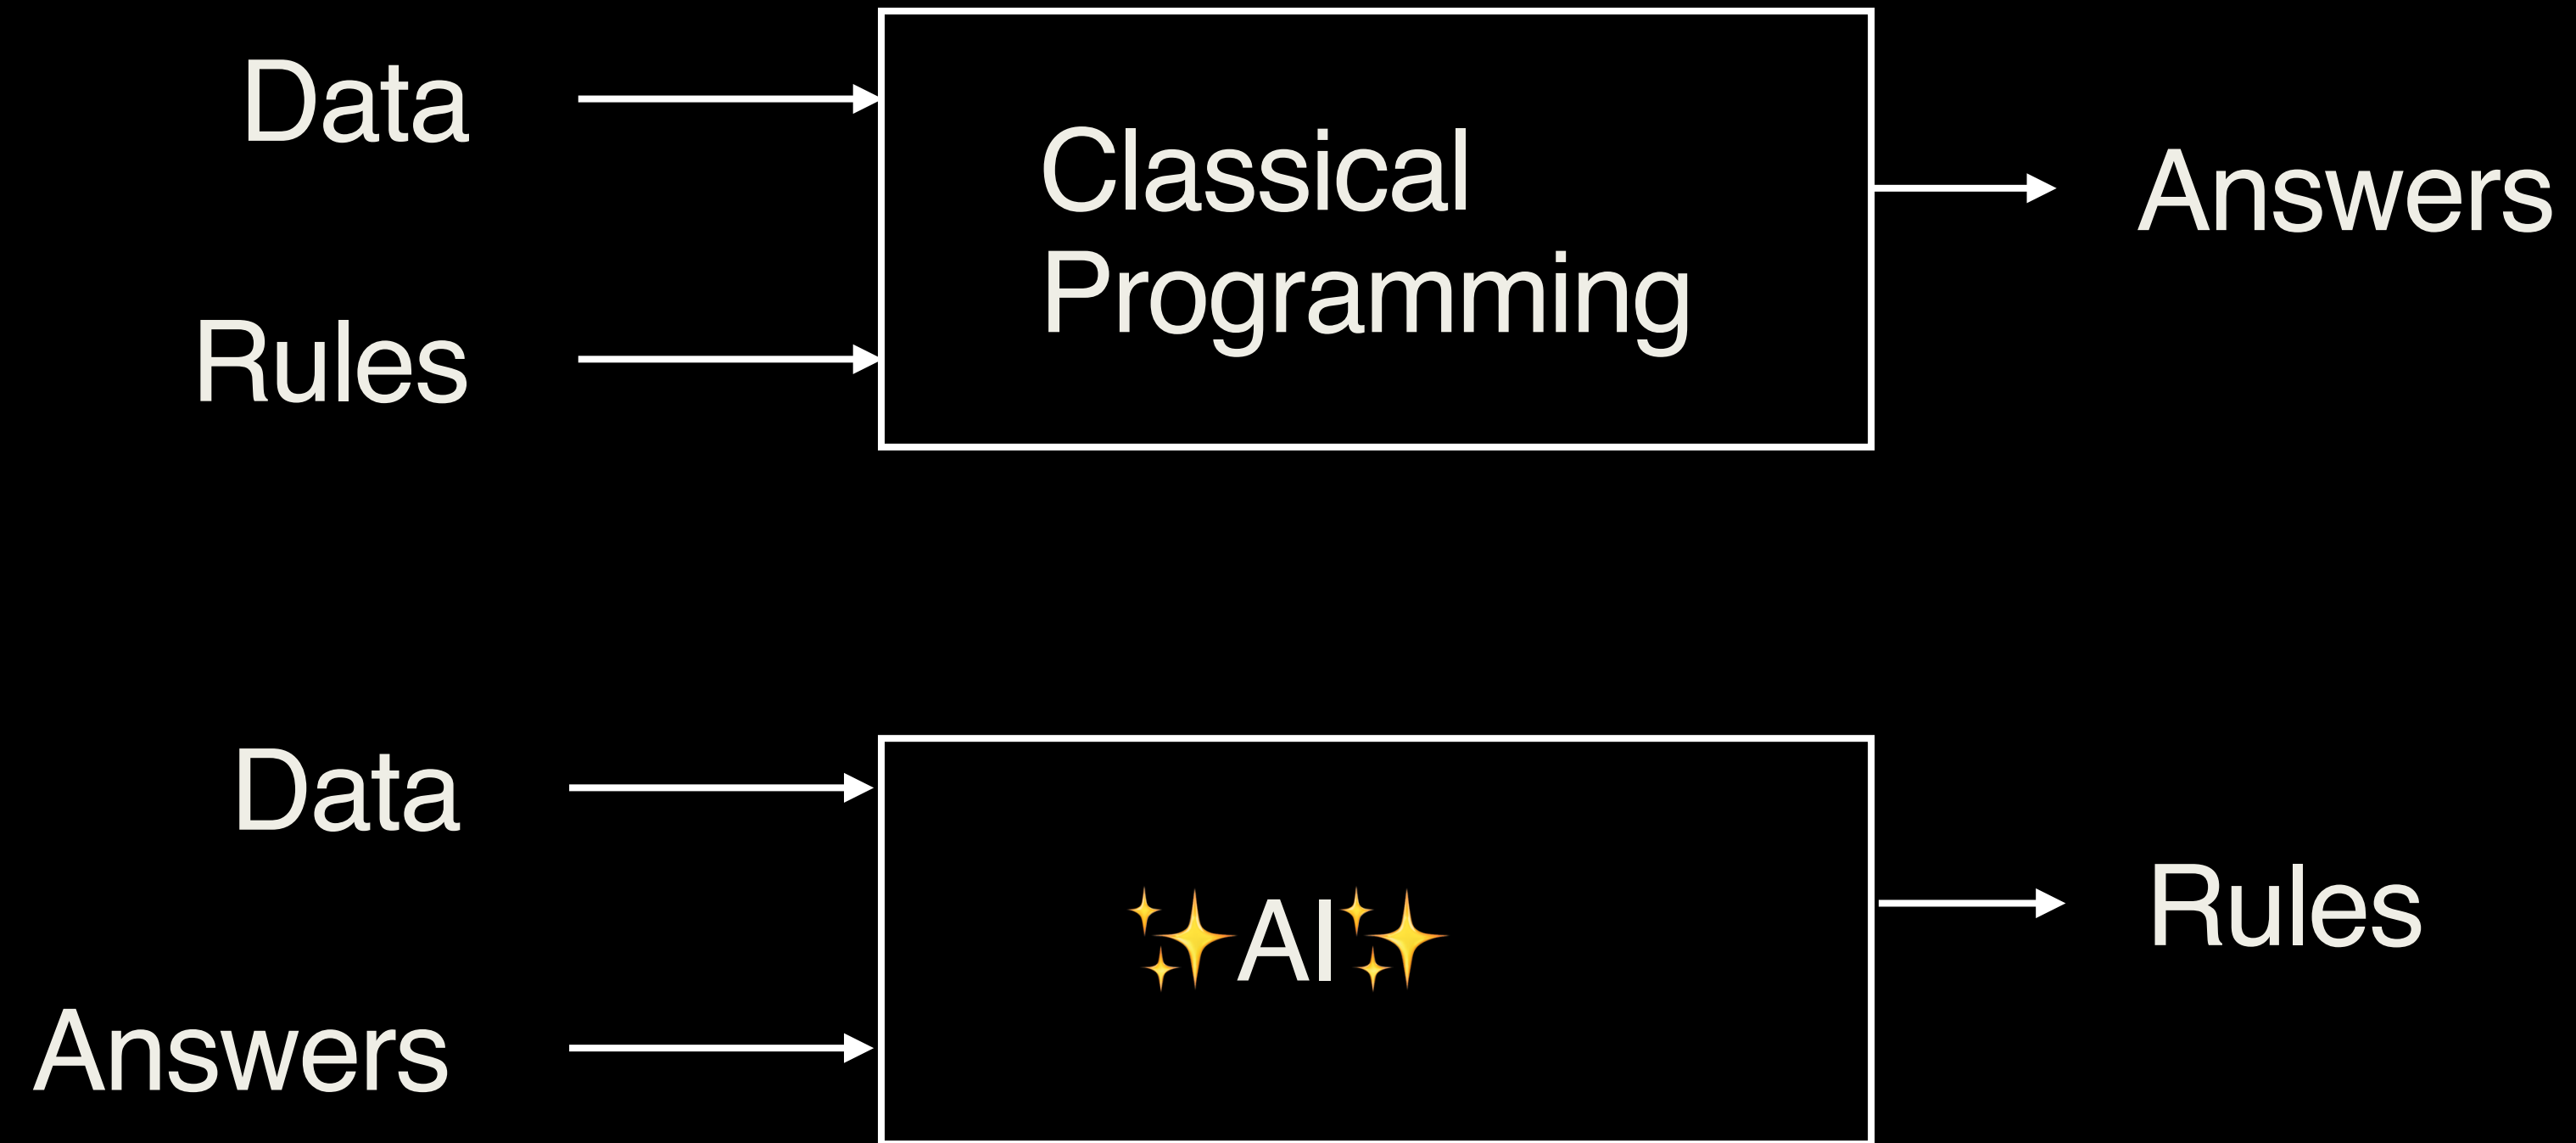 Data
Rules
Classical
Programming
Answers
Data
Answers
✨AI✨
Rules